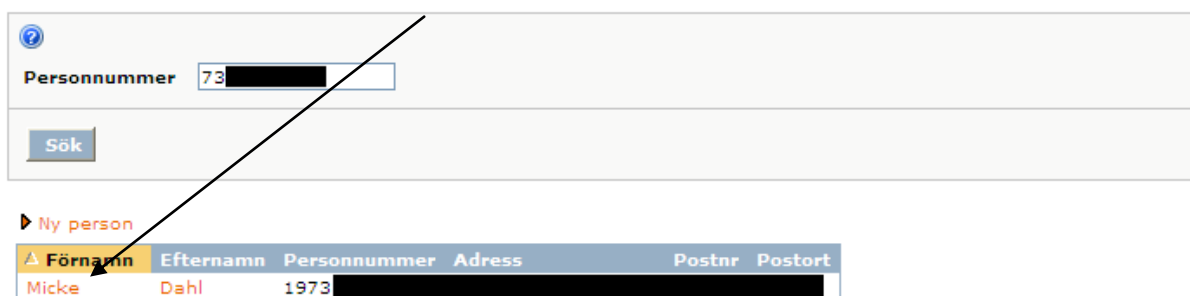 Personnummer 73
Sök
Ny person
Förnamn Efternamn Personnummer Adress Postnr Postort
Micke Dahl 1973